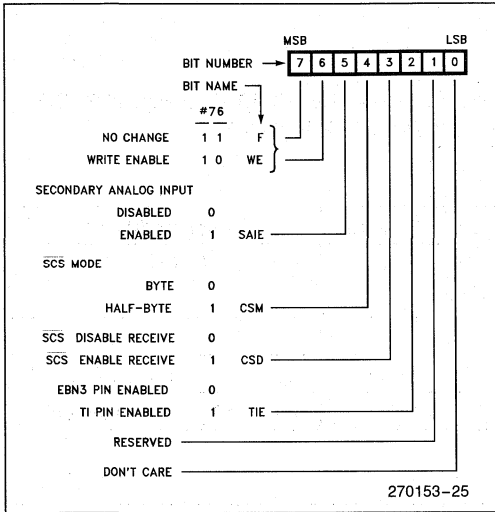 MSB LSB
BIT NUMBER 7 6 5 4 3 2 1 0
BIT NAME
#76
NO CHANGE 1 1 F
WRITE ENABLE 1 0 WE
SECONDARY ANALOG INPUT
DISABLED 0
ENABLED 1 SAIE
SCS MODE
BYTE 0
HALF-BYTE 1 CSM
SCS DISABLE RECEIVE 0
SCS ENABLE RECEIVE 1 CSD
EBN3 PIN ENABLED 0
TI PIN ENABLED 1 TIE
RESERVED
DON'T CARE
270153-25